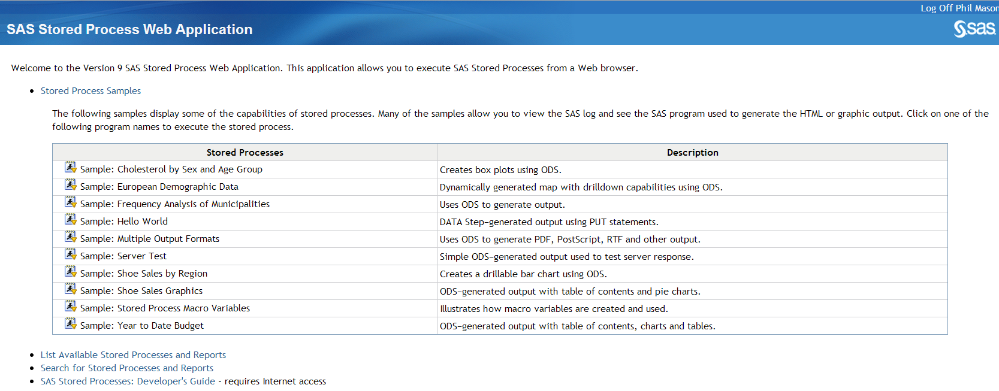 Log Off Phil Mason
SAS Stored Process Web Application
sas
Welcome to the Version 9 SAS Stored Process Web Application. This application allows you to execute SAS Stored Processes from a Web browser.
Stored Process Samples
The following samples display some of the capabilities of stored processes. Many of the samples allow you to view the SAS log and see the SAS program used to generate the HTML or graphic output. Click on one of the
following program names to execute the stored process.
Stored Processes Description
Sample: Cholesterol by Sex and Age Group Creates box plots using ODS.
Sample: European Demographic Data Dynamically generated map with drilldown capabilities using ODS.
Sample: Frequency Analysis of Municipalities Uses ODS to generate output.
Sample: Hello World DATA Step-generated output using PUT statements.
Sample: Multiple Output Formats Uses ODS to generate PDF, PostScript, RTF and other output.
Sample: Server Test Simple ODS-generated output used to test server response.
Sample: Shoe Sales by Region Creates a drillable bar chart using ODS.
Sample: Shoe Sales Graphics ODS-generated output with table of contents and pie charts.
Sample: Stored Process Macro Variables Illustrates how macro variables are created and used.
Sample: Year to Date Budget ODS-generated output with table of contents, charts and tables.
List Available Stored Processes and Reports
Search for Stored Processes and Reports
SAS Stored Processes: Developer's Guide - requires Internet access